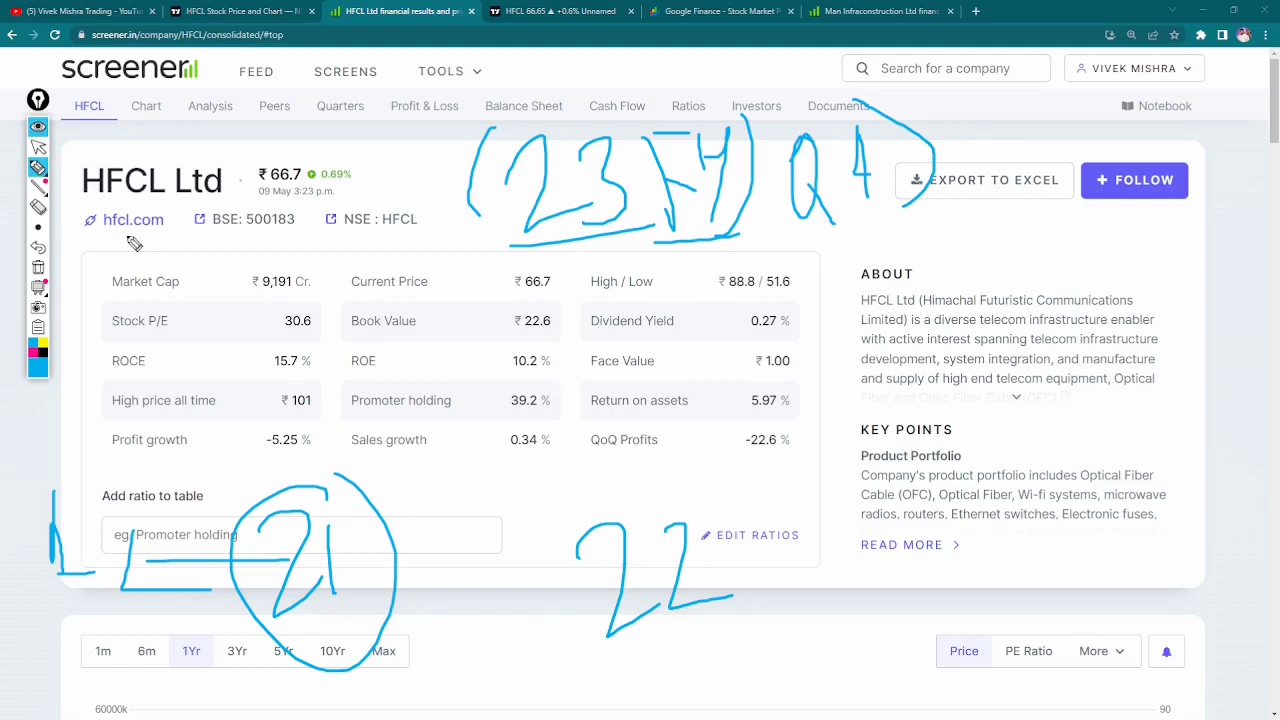 (1) Vivek Mishra Trading - YouTu
HFCL Stock Price and Chart — N
HFCL Ltd financial results and pr
HFCL 66.65 ▲ +0.6% Unnamed
Google Finance - Stock Market P
Man Infraconstruction Ltd financ
screener.in/company/HFCL/consolidated/#top
screener
FEED
SCREENS
TOOLS
Search for a company
VIVEK MISHRA
HFCL
Chart
Analysis
Peers
Quarters
Profit & Loss
Balance Sheet
Cash Flow
Ratios
Investors
Documents
Notebook
(23 FY) Q4)
HFCL Ltd
₹ 66.7
0.69%
09 May 3:23 p.m.
EXPORT TO EXCEL
+ FOLLOW
hfcl.com
BSE: 500183
NSE : HFCL
Market Cap ₹ 9,191 Cr.
Current Price ₹ 66.7
High / Low ₹ 88.8 / 51.6
Stock P/E 30.6
Book Value ₹ 22.6
Dividend Yield 0.27 %
ROCE 15.7 %
ROE 10.2 %
Face Value ₹ 1.00
High price all time ₹ 101
Promoter holding 39.2 %
Return on assets 5.97 %
Profit growth -5.25 %
Sales growth 0.34 %
QoQ Profits -22.6 %
Add ratio to table
eg. Promoter holding
EDIT RATIOS
21
22
ABOUT
HFCL Ltd (Himachal Futuristic Communications
Limited) is a diverse telecom infrastructure enabler
with active interest spanning telecom infrastructure
development, system integration, and manufacture
and supply of high end telecom equipment, Optical
Fiber and Optic Fiber Cable (OFC).[1]
KEY POINTS
Product Portfolio
Company's product portfolio includes Optical Fiber
Cable (OFC), Optical Fiber, Wi-fi systems, microwave
radios, routers, Ethernet switches, Electronic fuses,
READ MORE
1m
6m
1Yr
3Yr
5Yr
10Yr
Max
Price
PE Ratio
More
60000k
90